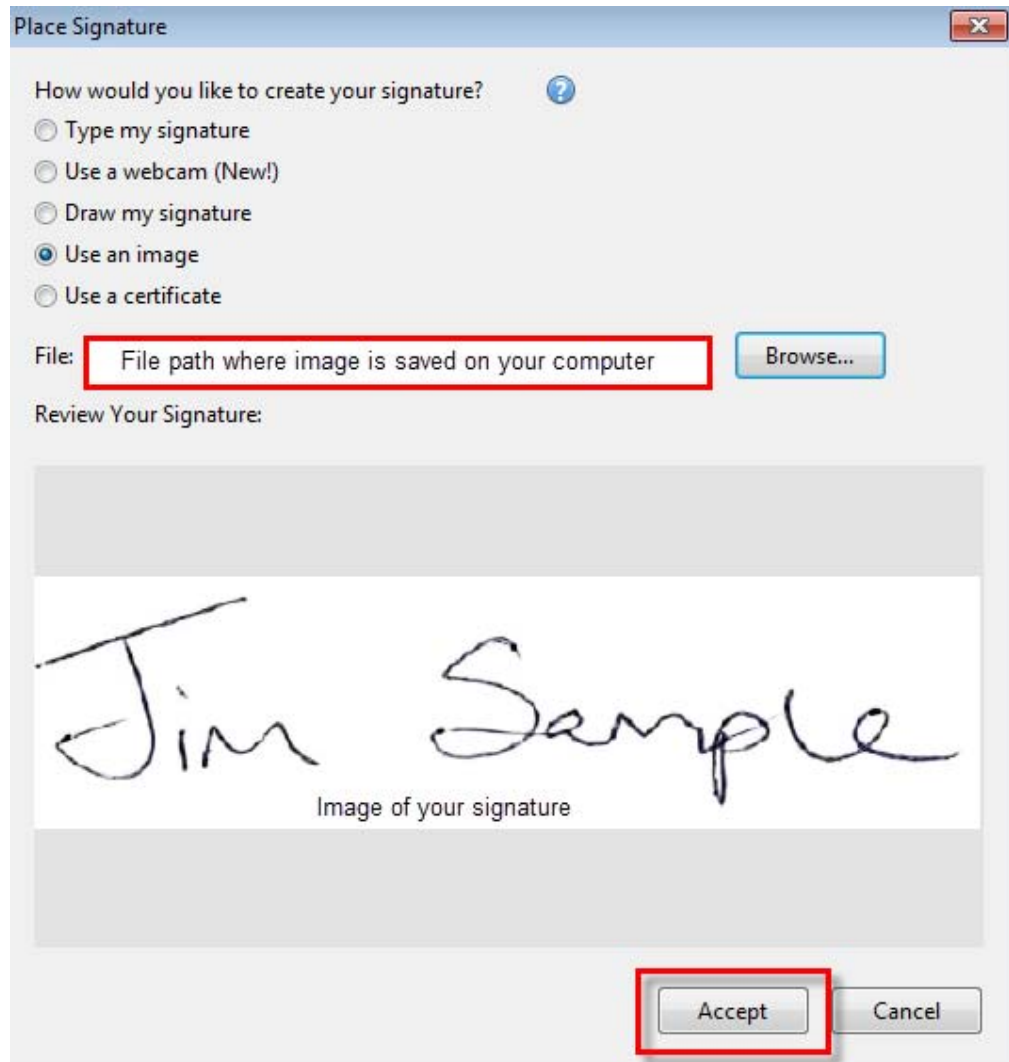 Place Signature
How would you like to create your signature?
Type my signature
Use a webcam (New!)
Draw my signature
Use an image
Use a certificate
File: File path where image is saved on your computer Browse...
Review Your Signature:
Jim Sample
Image of your signature
Accept Cancel